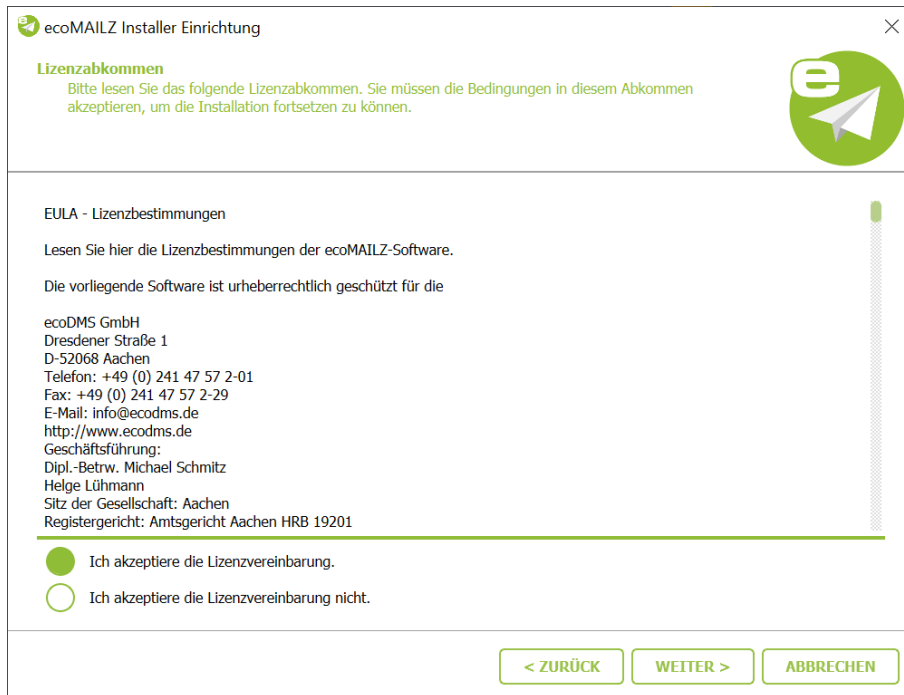 ecoMAILZ Installer Einrichtung
Lizenzabkommen
Bitte lesen Sie das folgende Lizenzabkommen. Sie müssen die Bedingungen in diesem Abkommen
akzeptieren, um die Installation fortsetzen zu können.
e
EULA - Lizenzbestimmungen
Lesen Sie hier die Lizenzbestimmungen der ecoMAILZ-Software.
Die vorliegende Software ist urheberrechtlich geschützt für die
ecoDMS GmbH
Dresdener Straße 1
D-52068 Aachen
Telefon: +49 (0) 241 47 57 2-01
Fax: +49 (0) 241 47 57 2-29
E-Mail: info@ecodms.de
http://www.ecodms.de
Geschäftsführung:
Dipl.-Betrw. Michael Schmitz
Helge Lühmann
Sitz der Gesellschaft: Aachen
Registergericht: Amtsgericht Aachen HRB 19201
Ich akzeptiere die Lizenzvereinbarung.
Ich akzeptiere die Lizenzvereinbarung nicht.
< ZURÜCK
WEITER >
ABBRECHEN